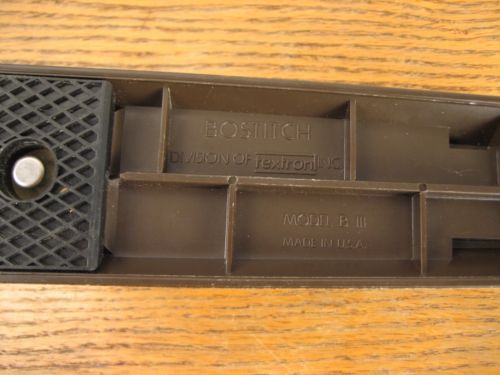 BOSTITCH
DIVISION OF textron INC.
MODEL B III
MADE IN U.S.A.